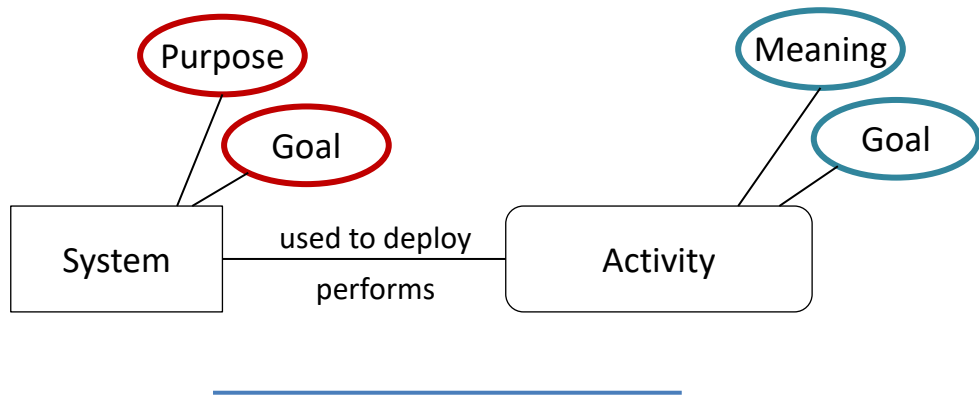 Purpose
Meaning
Goal
Goal
System
used to deploy
performs
Activity